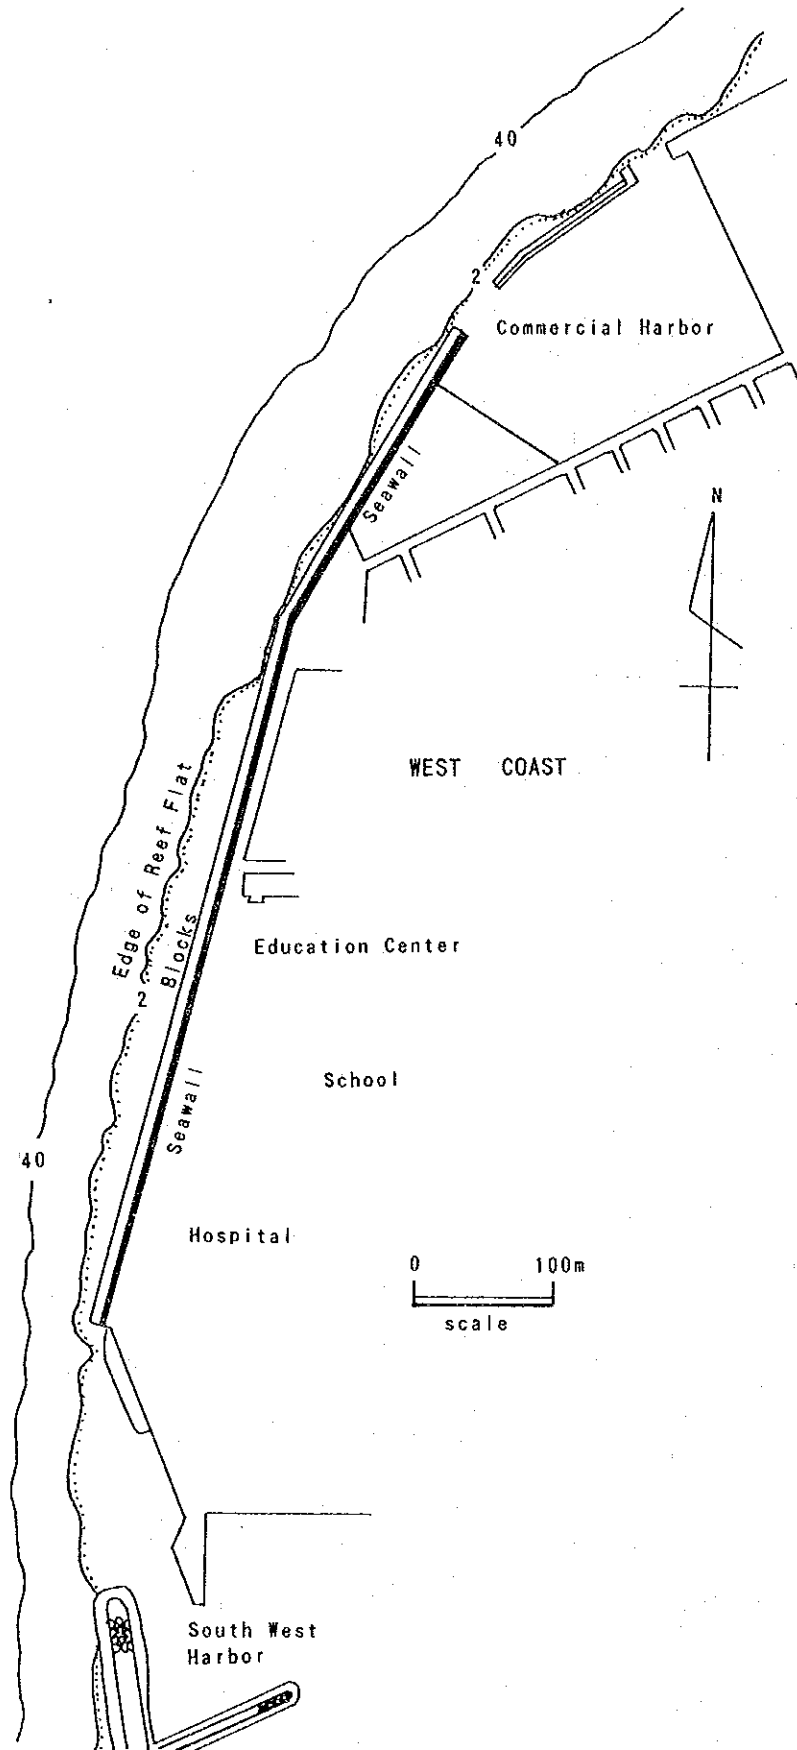 40
2
Commercial Harbor
Seawall
N
WEST COAST
Edge of Reef Flat
Blocks
Education Center
2
School
Seawall
40
Hospital
0 100m
scale
South West
Harbor